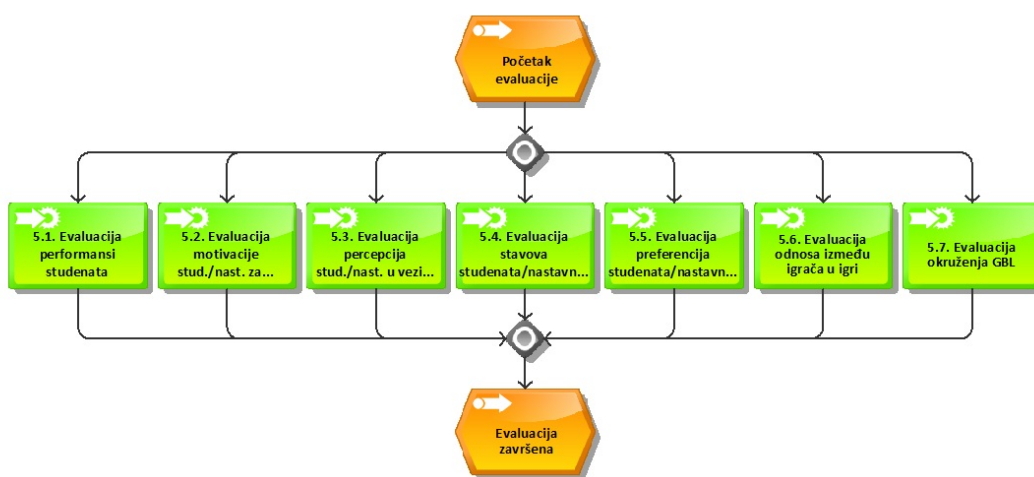 Početak
evaluacije
5.1. Evaluacija
performansi
studenata
5.2. Evaluacija
motivacije
stud./nast. za...
5.3. Evaluacija
percepcija
stud./nast. u vezi...
5.4. Evaluacija
stavova
studenata/nastavn...
5.5. Evaluacija
preferencija
studenata/nastavn...
5.6. Evaluacija
odnosa između
igrača u igri
5.7. Evaluacija
okruženja GBL
Evaluacija
završena